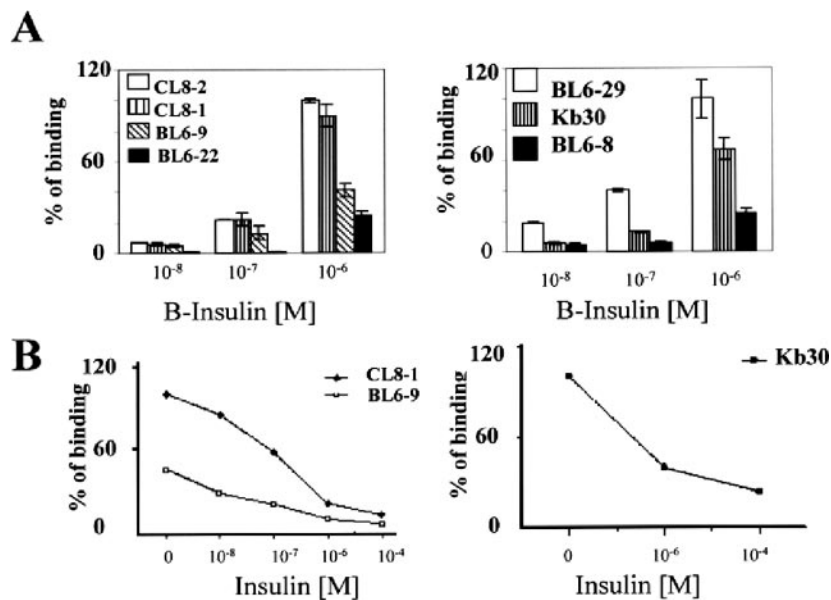 A
120
60
0
% of binding
CL8-2
CL8-1
BL6-9
BL6-22
10-8
10-7
10-6
B-Insulin [M]
120
60
0
% of binding
BL6-29
Kb30
BL6-8
10-8
10-7
10-6
B-Insulin [M]
B
120
60
0
% of binding
CL8-1
BL6-9
0
10-8
10-7
10-6
10-4
Insulin [M]
120
60
0
% of binding
Kb30
0
10-6
10-4
Insulin [M]